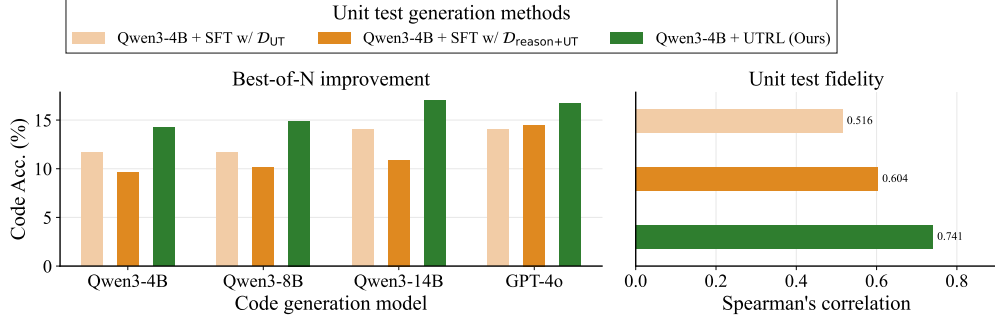 Unit test generation methods
Qwen3-4B + SFT w/ 𝒟UT
Qwen3-4B + SFT w/ 𝒟reason+UT
Qwen3-4B + UTRL (Ours)
Best-of-N improvement
Code Acc. (%)
15
10
5
0
Qwen3-4B
Qwen3-8B
Qwen3-14B
GPT-4o
Code generation model
Unit test fidelity
0.516
0.604
0.741
0.0
0.2
0.4
0.6
0.8
Spearman's correlation